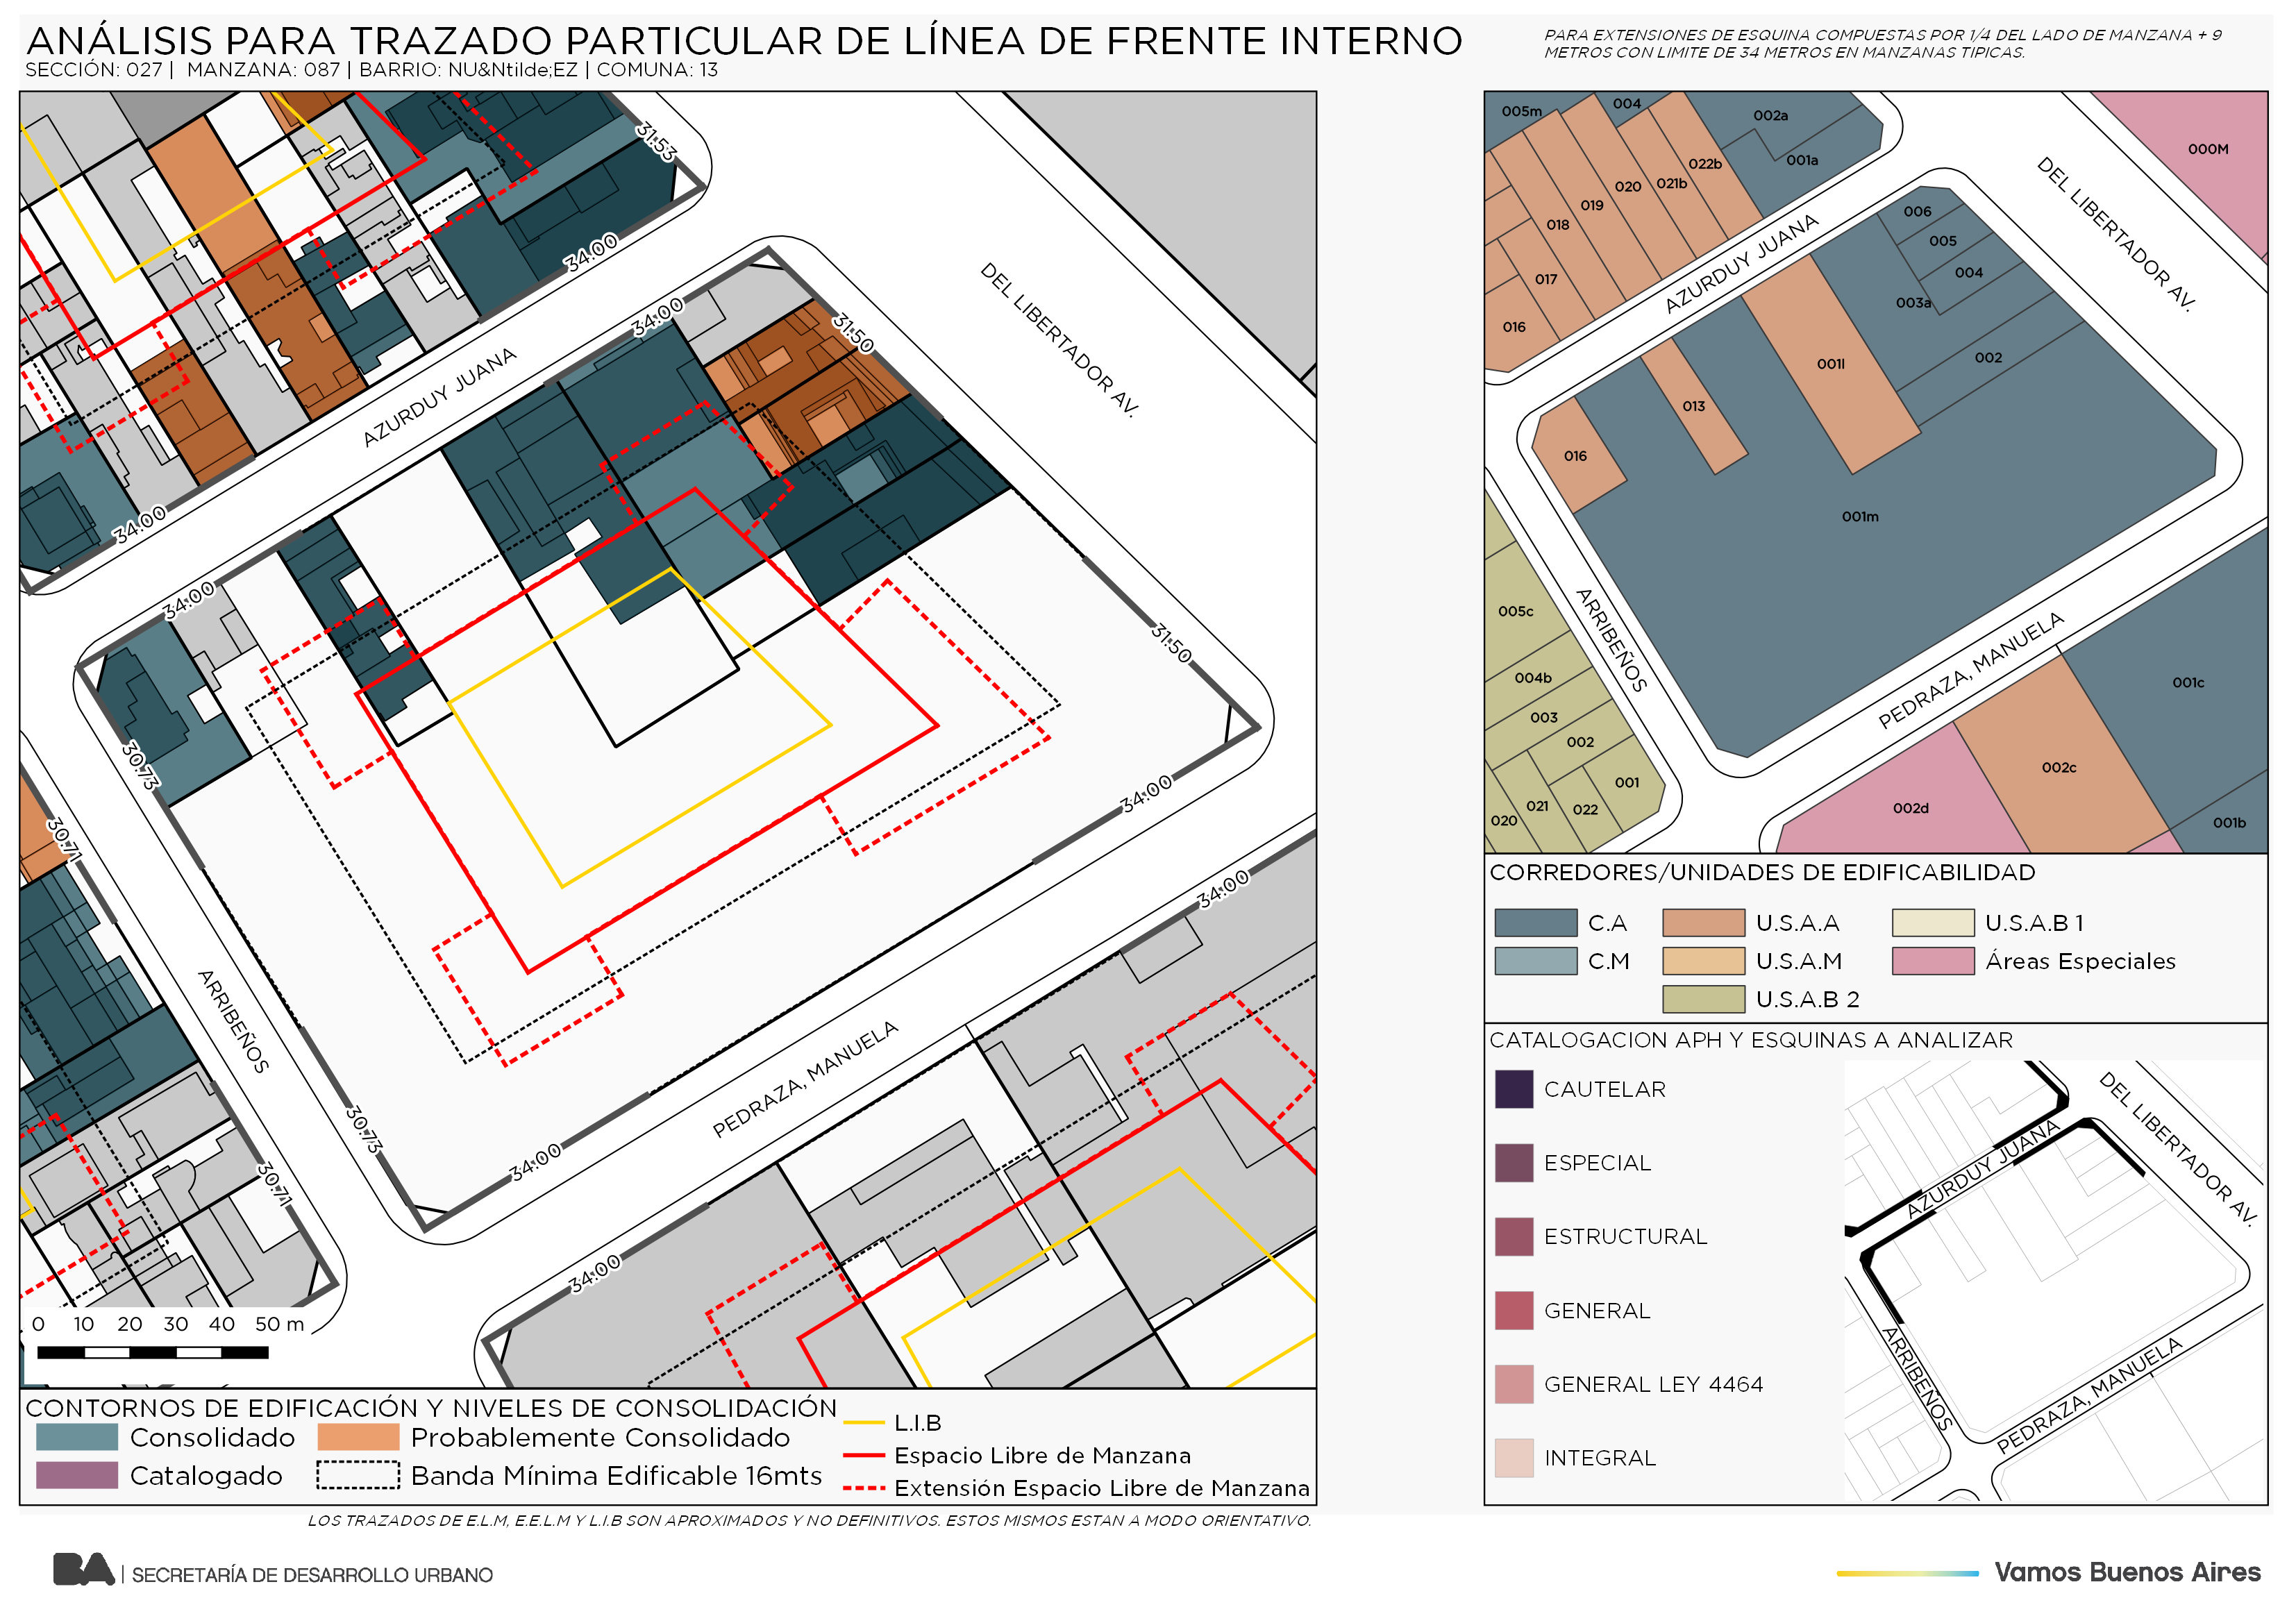 ANÁLISIS PARA TRAZADO PARTICULAR DE LÍNEA DE FRENTE INTERNO
SECCIÓN: 027 | MANZANA: 087 | BARRIO: NU&Ntilde;EZ | COMUNA: 13
PARA EXTENSIONES DE ESQUINA COMPUESTAS POR 1/4 DEL LADO DE MANZANA + 9
METROS CON LIMITE DE 34 METROS EN MANZANAS TIPICAS.
31.53
34.00
34.00
31.50
DEL LIBERTADOR AV.
AZURDUY JUANA
34.00
34.00
31.50
30.73
34.00
30.71
34.00
ARRIBEÑOS
PEDRAZA, MANUELA
30.73
34.00
30.71
34.00
0 10 20 30 40 50 m
CONTORNOS DE EDIFICACIÓN Y NIVELES DE CONSOLIDACIÓN
Consolidado
Probablemente Consolidado
Catalogado
Banda Mínima Edificable 16mts
L.I.B
Espacio Libre de Manzana
Extensión Espacio Libre de Manzana
LOS TRAZADOS DE E.L.M, E.E.L.M Y L.I.B SON APROXIMADOS Y NO DEFINITIVOS. ESTOS MISMOS ESTAN A MODO ORIENTATIVO.
005m
004
002a
001a
000M
022b
021b
020
019
018
017
016
DEL LIBERTADOR AV.
AZURDUY JUANA
006
005
004
003a
002
001l
013
016
001m
ARRIBEÑOS
PEDRAZA, MANUELA
005c
004b
003
002
001
022
021
020
001c
002c
002d
001b
CORREDORES/UNIDADES DE EDIFICABILIDAD
C.A
U.S.A.A
U.S.A.B 1
C.M
U.S.A.M
Áreas Especiales
U.S.A.B 2
CATALOGACION APH Y ESQUINAS A ANALIZAR
CAUTELAR
ESPECIAL
ESTRUCTURAL
GENERAL
GENERAL LEY 4464
INTEGRAL
DEL LIBERTADOR AV.
AZURDUY JUANA
ARRIBEÑOS
PEDRAZA, MANUELA
BA | SECRETARÍA DE DESARROLLO URBANO
Vamos Buenos Aires